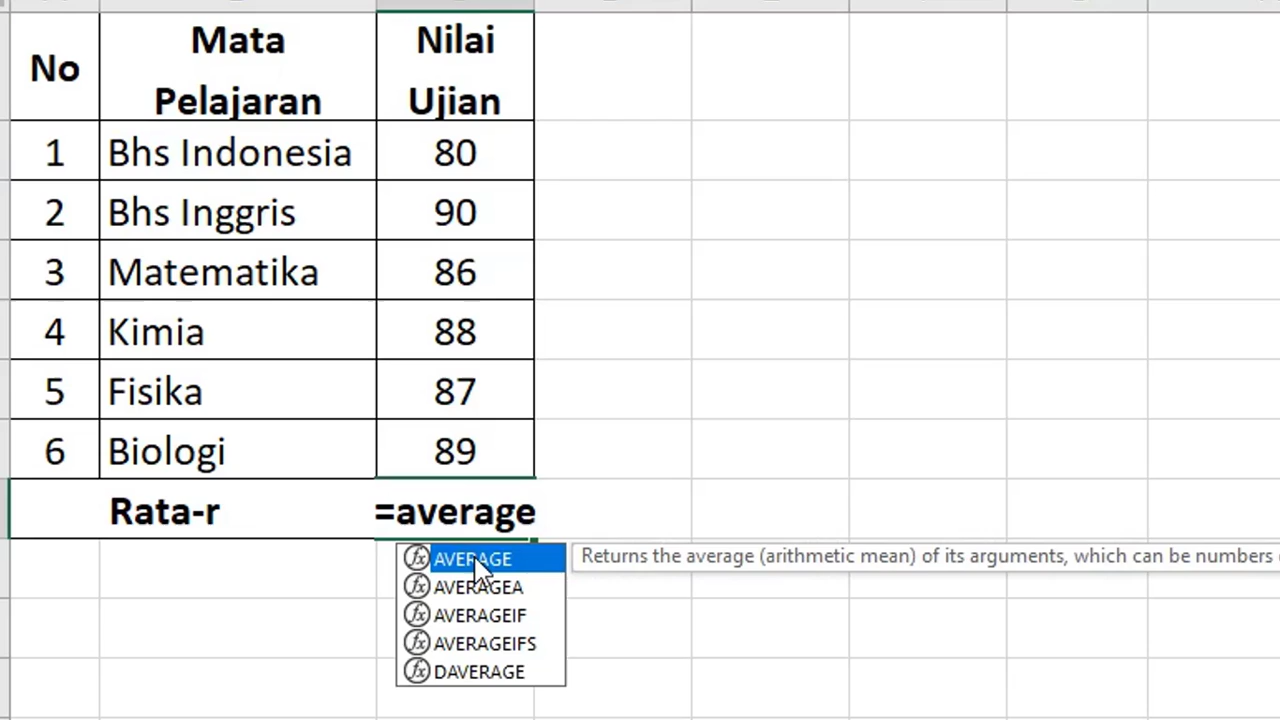 No Mata Pelajaran Nilai Ujian
1 Bhs Indonesia 80
2 Bhs Inggris 90
3 Matematika 86
4 Kimia 88
5 Fisika 87
6 Biologi 89
Rata-r =average
AVERAGE Returns the average (arithmetic mean) of its arguments, which can be numbers
AVERAGEA
AVERAGEIF
AVERAGEIFS
DAVERAGE